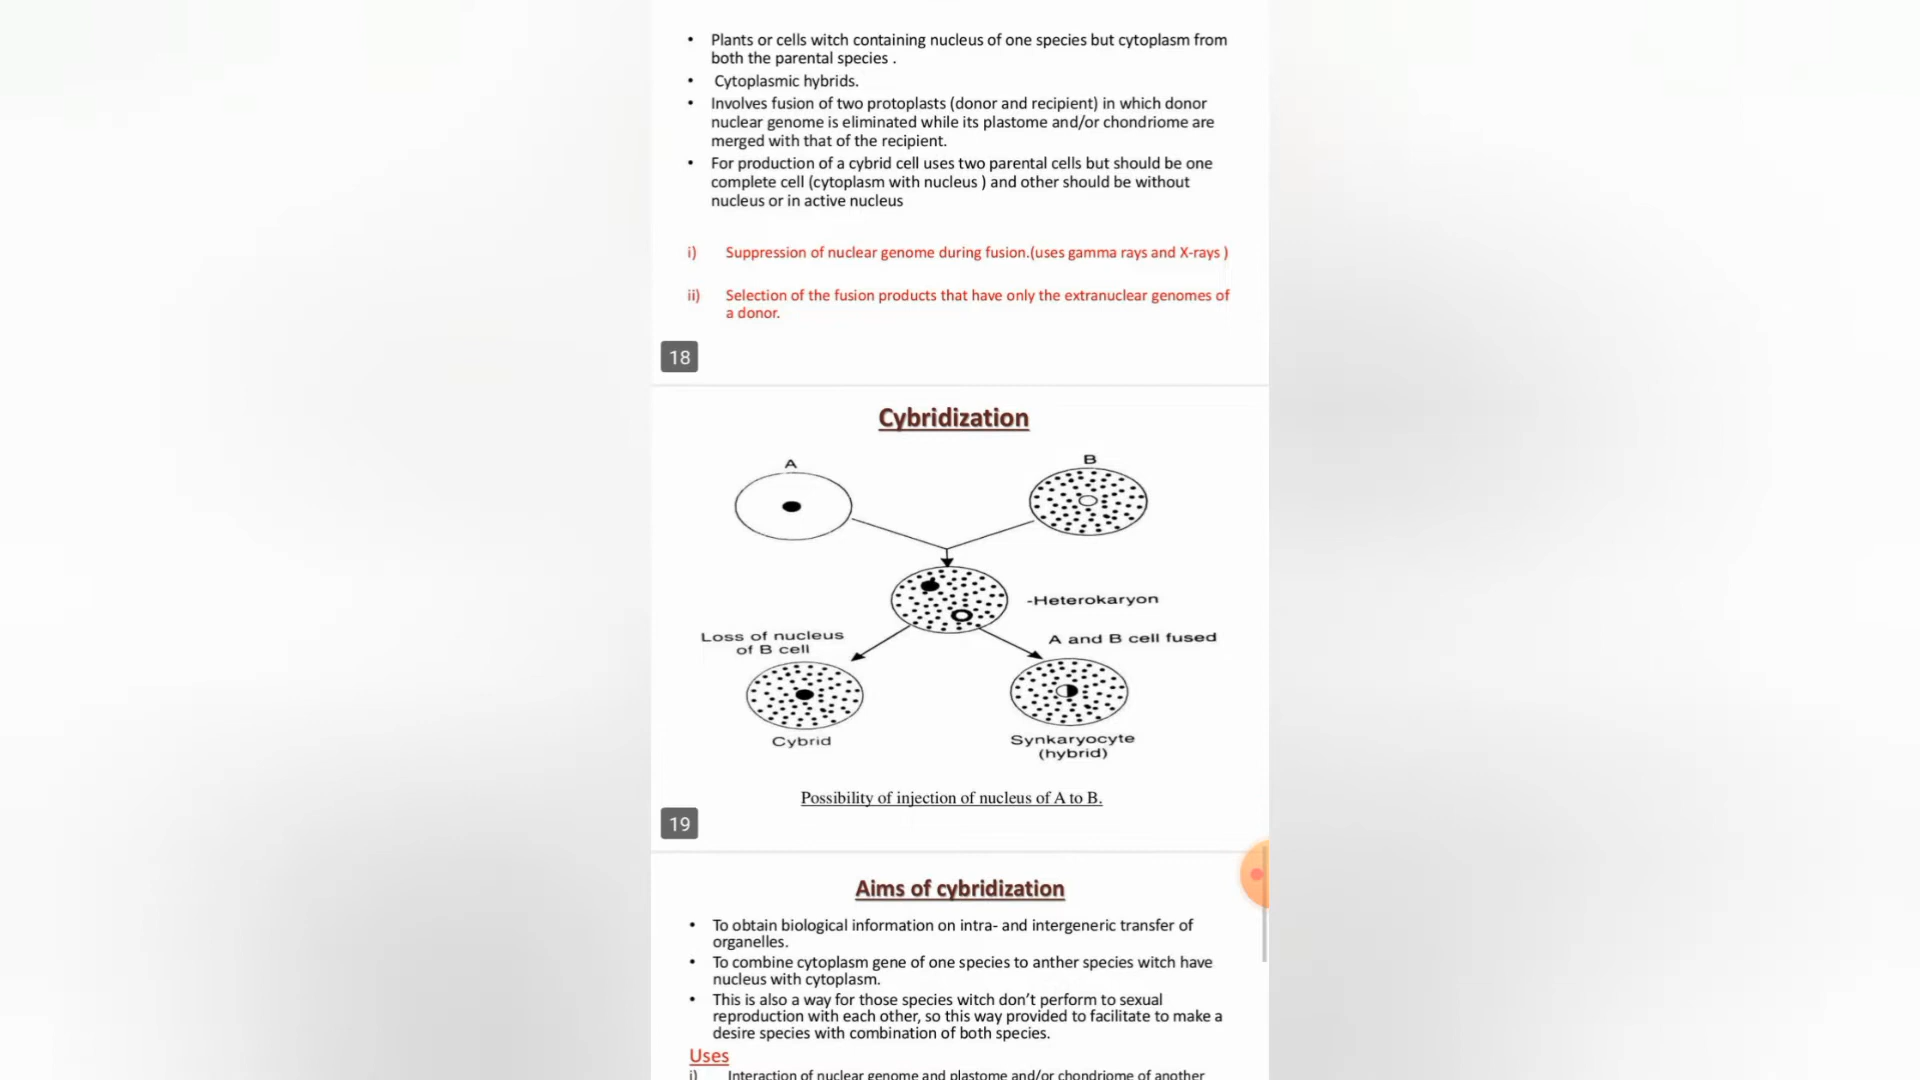 • Plants or cells witch containing nucleus of one species but cytoplasm from
both the parental species .
• Cytoplasmic hybrids.
• Involves fusion of two protoplasts (donor and recipient) in which donor
nuclear genome is eliminated while its plastome and/or chondriome are
merged with that of the recipient.
• For production of a cybrid cell uses two parental cells but should be one
complete cell (cytoplasm with nucleus ) and other should be without
nucleus or in active nucleus
i) Suppression of nuclear genome during fusion.(uses gamma rays and X-rays )
ii) Selection of the fusion products that have only the extranuclear genomes of
a donor.
18
Cybridization
A
B
-Heterokaryon
Loss of nucleus
of B cell
A and B cell fused
Cybrid
Synkaryocyte
(hybrid)
Possibility of injection of nucleus of A to B.
19
Aims of cybridization
• To obtain biological information on intra- and intergeneric transfer of
organelles.
• To combine cytoplasm gene of one species to anther species witch have
nucleus with cytoplasm.
• This is also a way for those species witch don’t perform to sexual
reproduction with each other, so this way provided to facilitate to make a
desire species with combination of both species.
Uses
i) Interaction of nuclear genome and plastome and/or chondriome of another